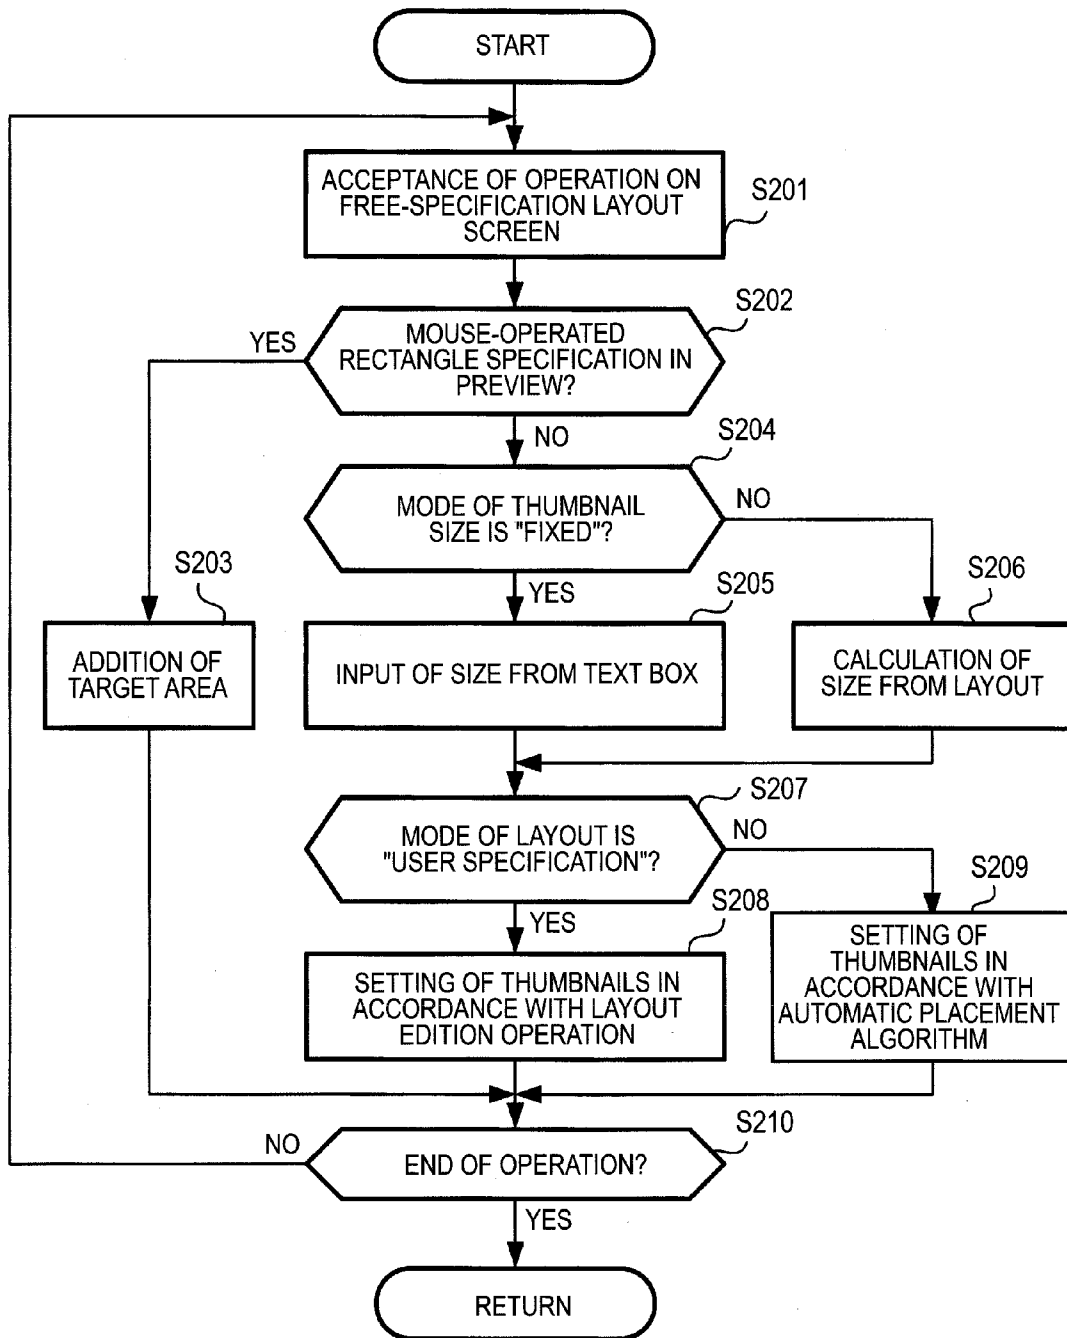 START
ACCEPTANCE OF OPERATION ON
FREE-SPECIFICATION LAYOUT
SCREEN
S201
S202
YES
MOUSE-OPERATED
RECTANGLE SPECIFICATION IN
PREVIEW?
NO
S204
MODE OF THUMBNAIL
SIZE IS "FIXED"?
NO
S203
YES
S205
S206
ADDITION OF
TARGET AREA
INPUT OF SIZE FROM TEXT BOX
CALCULATION OF
SIZE FROM LAYOUT
S207
MODE OF LAYOUT IS
"USER SPECIFICATION"?
NO
YES
S208
S209
SETTING OF THUMBNAILS IN
ACCORDANCE WITH LAYOUT
EDITION OPERATION
SETTING OF
THUMBNAILS IN
ACCORDANCE WITH
AUTOMATIC PLACEMENT
ALGORITHM
S210
NO
END OF OPERATION?
YES
RETURN